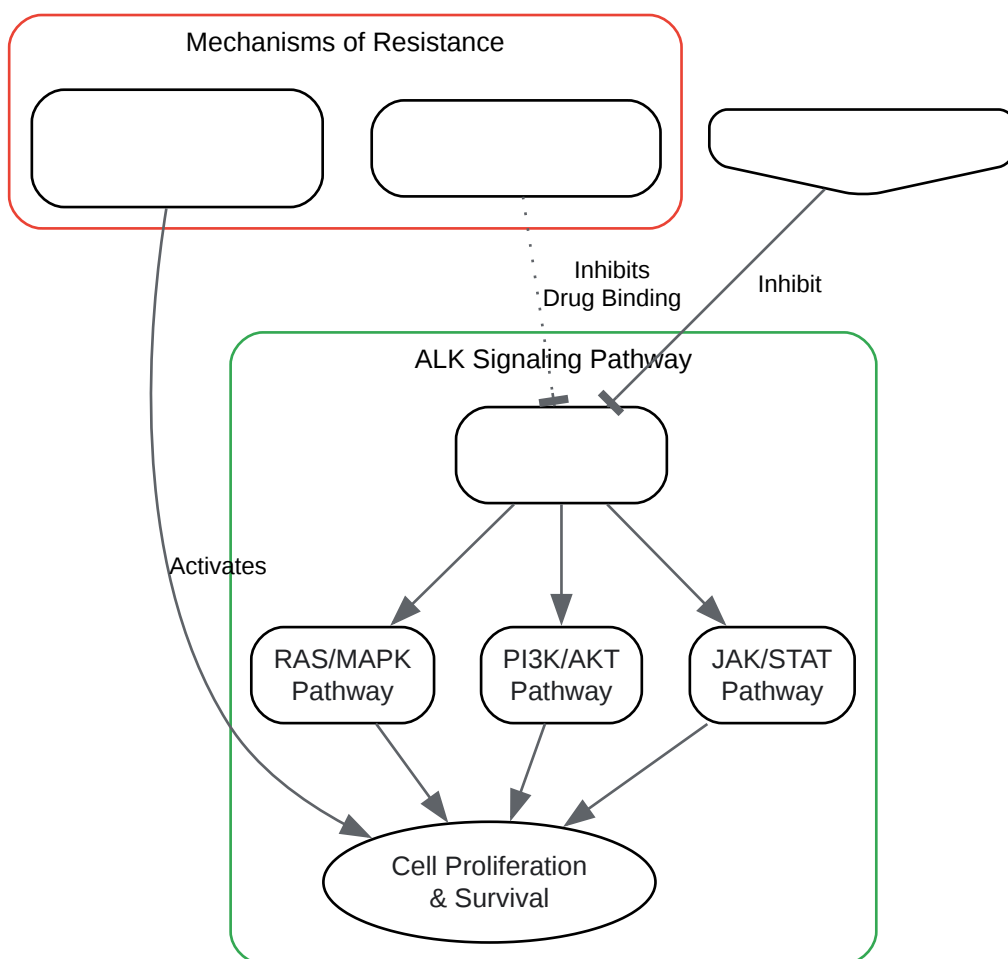 Mechanisms of Resistance
Inhibits
Drug Binding
Inhibit
ALK Signaling Pathway
Activates
RAS/MAPK
Pathway
PI3K/AKT
Pathway
JAK/STAT
Pathway
Cell Proliferation
& Survival